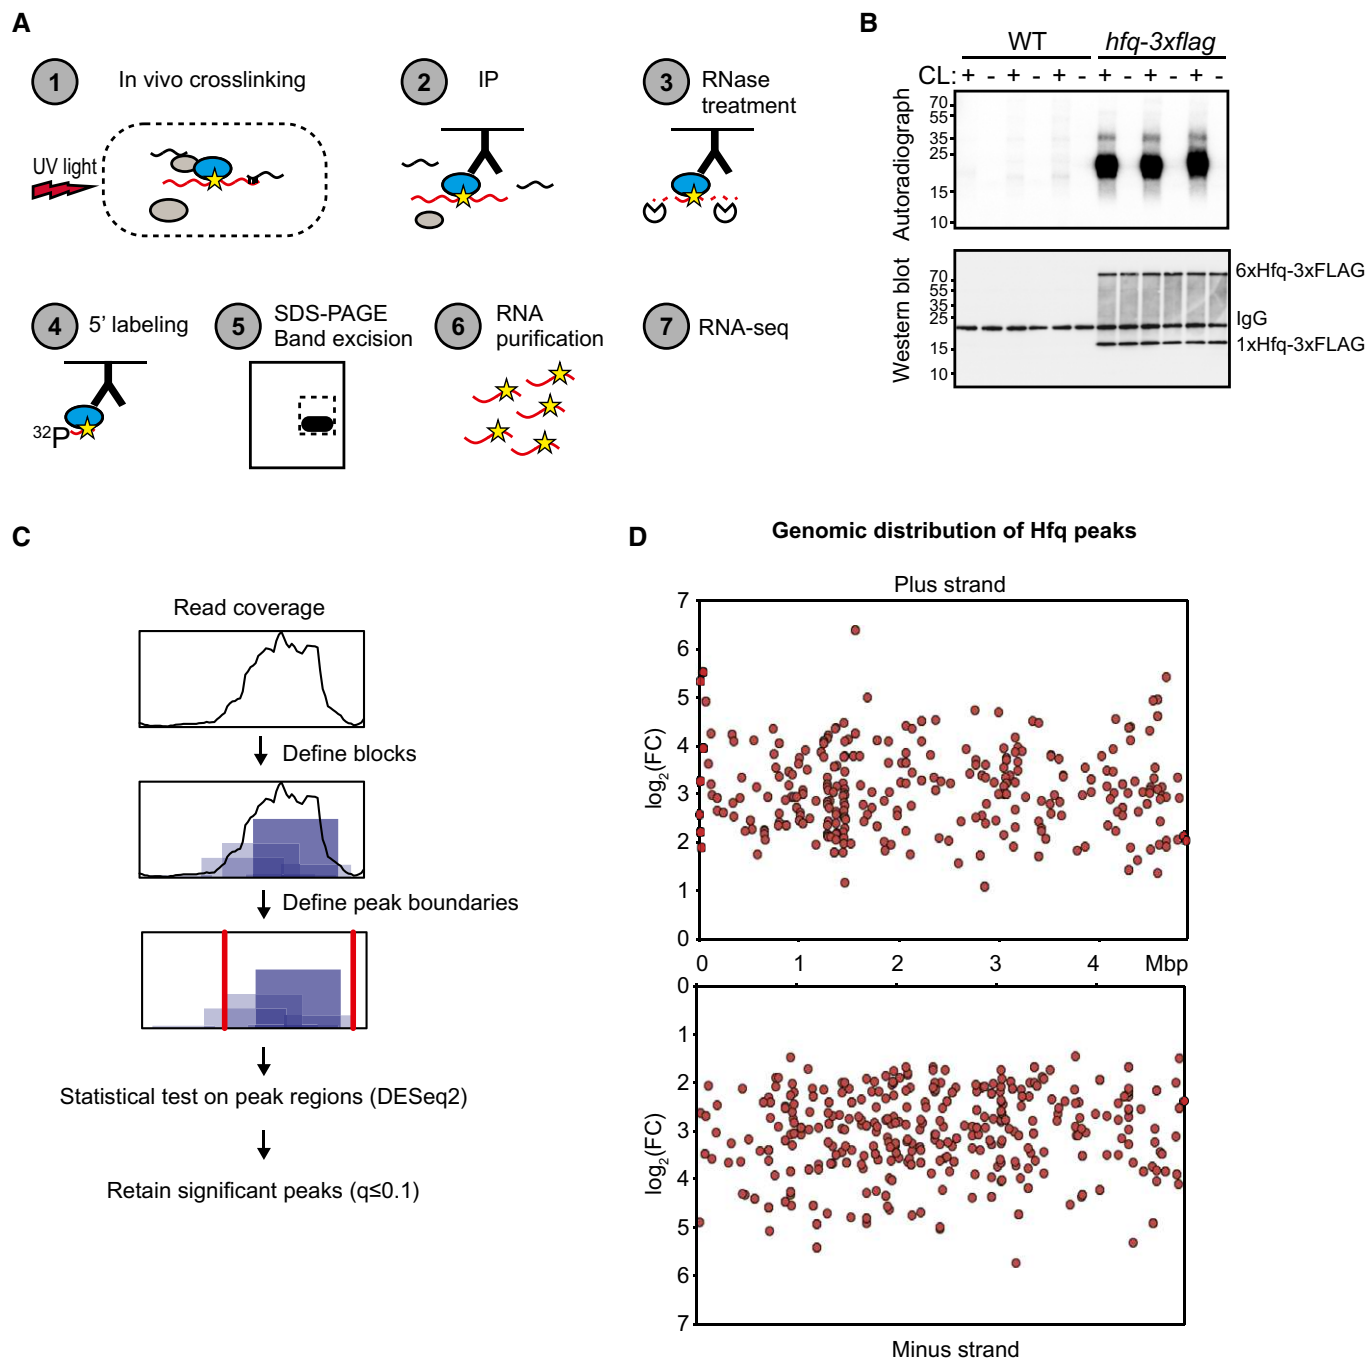 A
1
In vivo crosslinking
UV light
2
IP
3
RNase
treatment
4
5’ labeling
32P
5
SDS-PAGE
Band excision
6
RNA
purification
7
RNA-seq
B
WT
hfq-3xflag
CL: + - + - + - + - + - + -
Autoradiograph
70
55
35
25
15
10
Western blot
70
55
35
25
15
10
6xHfq-3xFLAG
IgG
1xHfq-3xFLAG
C
Read coverage
Define blocks
Define peak boundaries
Statistical test on peak regions (DESeq2)
Retain significant peaks (q≤0.1)
D
Genomic distribution of Hfq peaks
Plus strand
log2(FC)
7
6
5
4
3
2
1
0
0 1 2 3 4 Mbp
log2(FC)
0
1
2
3
4
5
6
7
Minus strand